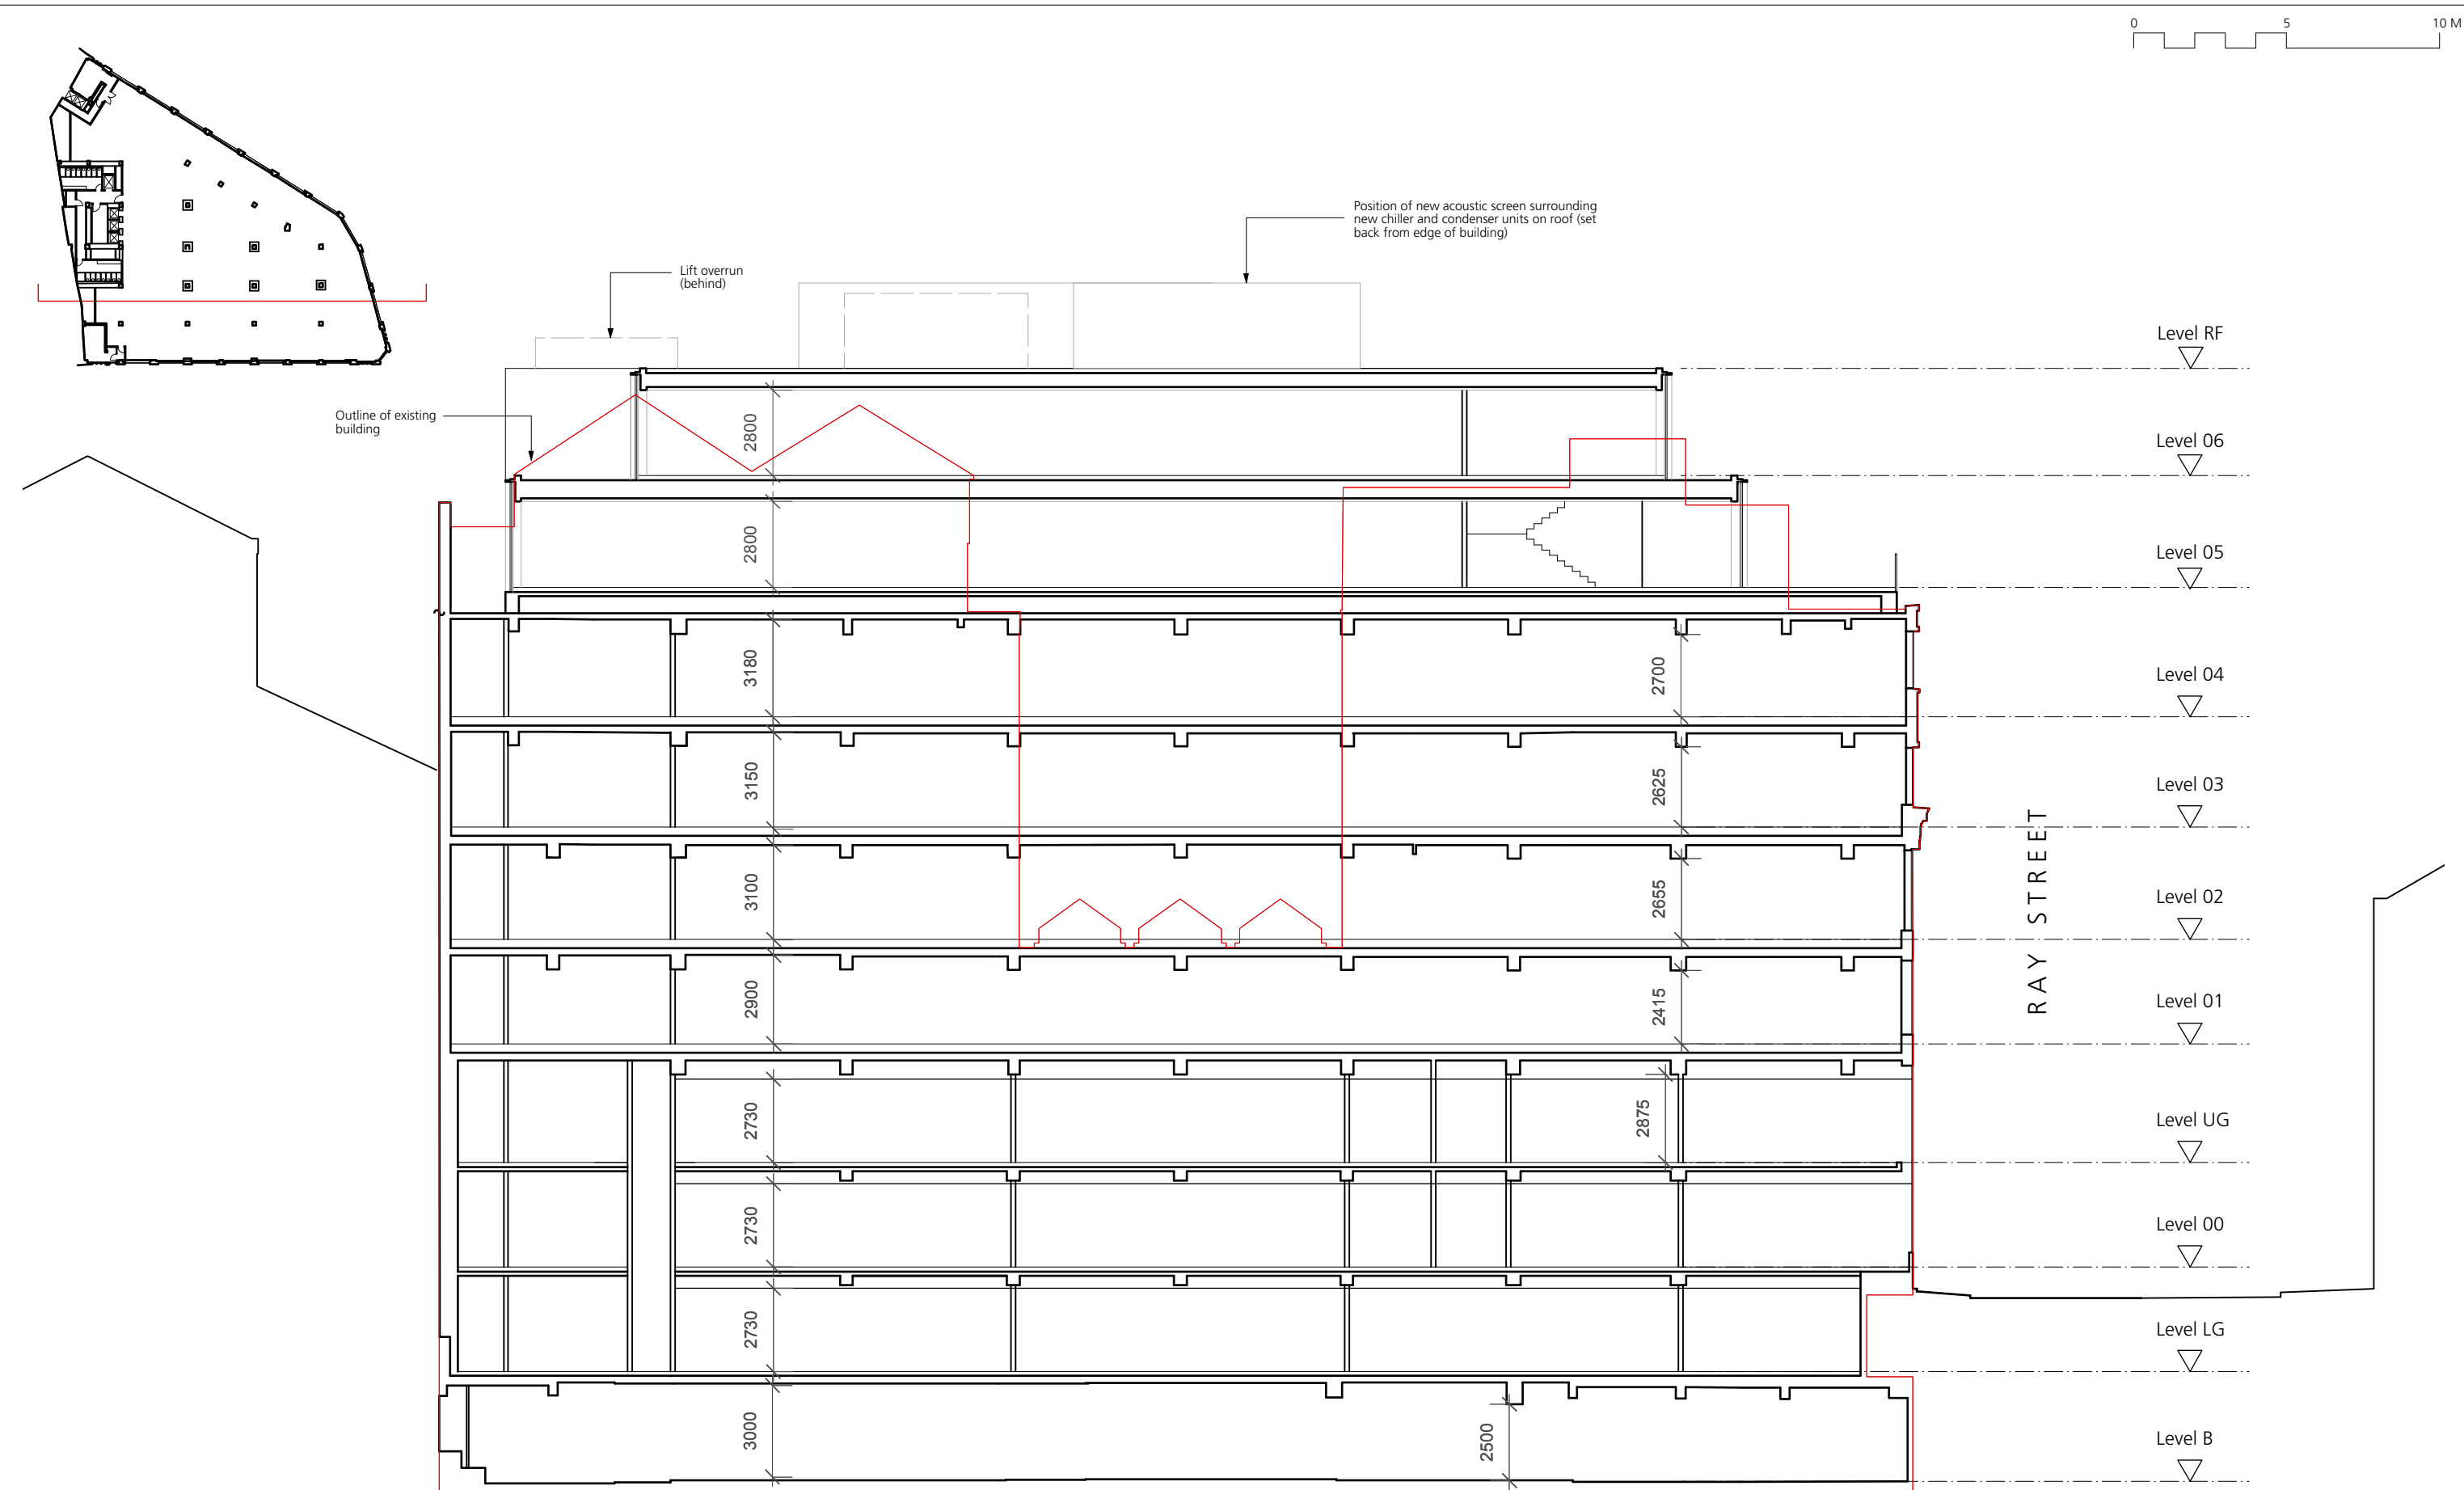 0 5 10 M
Position of new acoustic screen surrounding
new chiller and condenser units on roof (set
back from edge of building)
Lift overrun
(behind)
Outline of existing
building
Level RF
Level 06
Level 05
Level 04
Level 03
Level 02
Level 01
Level UG
Level 00
Level LG
Level B
RAY STREET
2800
2800
3180
2700
3150
2625
3100
2655
2900
2415
2730
2875
2730
2730
3000
2500